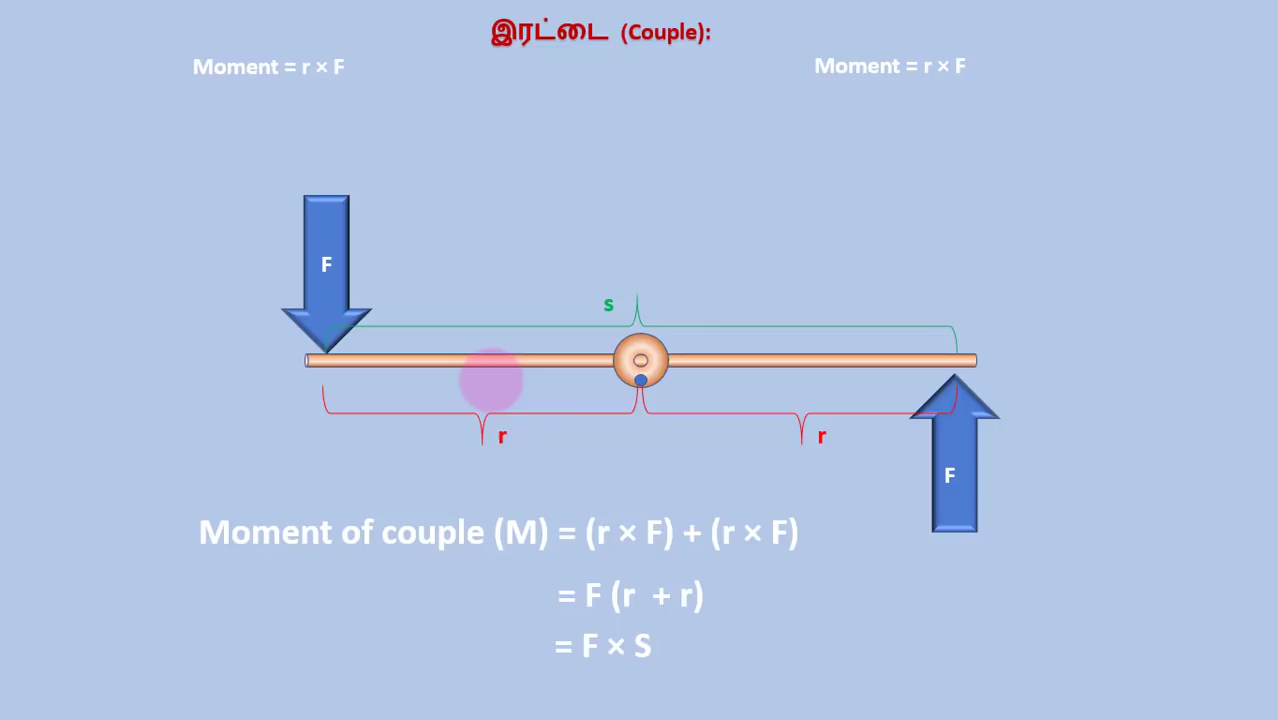 இரட்டை (Couple):
Moment = r × F
Moment = r × F
F
s
r
r
F
Moment of couple (M) = (r × F) + (r × F)
= F (r + r)
= F × S